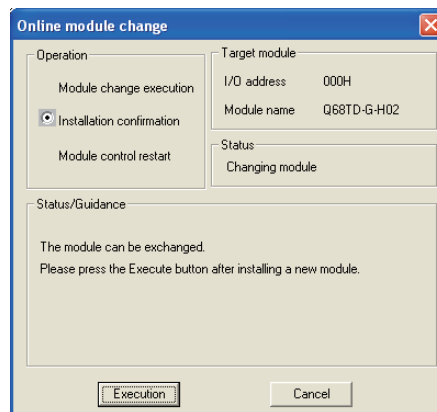 Online module change
Operation
Module change execution
Installation confirmation
Module control restart
Target module
I/O address 000H
Module name Q68TD-G-H02
Status
Changing module
Status/Guidance
The module can be exchanged.
Please press the Execute button after installing a new module.
Execution Cancel